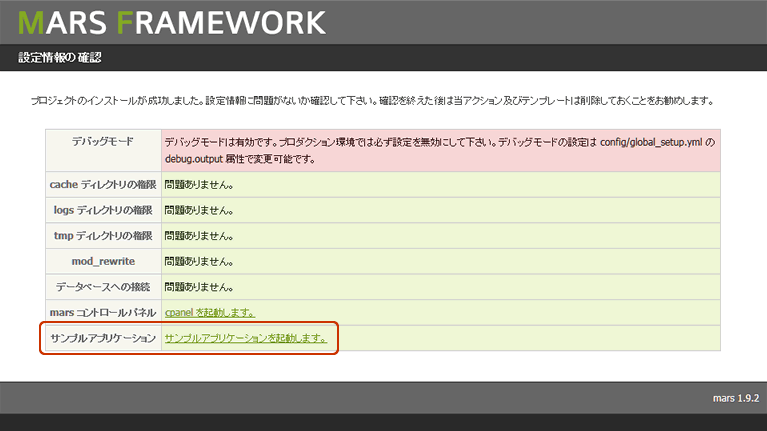 MARS FRAMEWORK
設定情報の確認
プロジェクトのインストールが成功しました。設定情報に問題がないか確認して下さい。確認を終えた後は当アクション及びテンプレートは削除しておくことをお勧めします。
デバッグモード デバッグモードは有効です。プロダクション環境では必ず設定を無効にして下さい。デバッグモードの設定は config/global_setup.yml の
debug.output 属性で変更可能です。
cache ディレクトリの権限 問題ありません。
logs ディレクトリの権限 問題ありません。
tmp ディレクトリの権限 問題ありません。
mod_rewrite 問題ありません。
データベースへの接続 問題ありません。
mars コントロールパネル cpanel を起動します。
サンプルアプリケーション サンプルアプリケーションを起動します。
mars 1.9.2